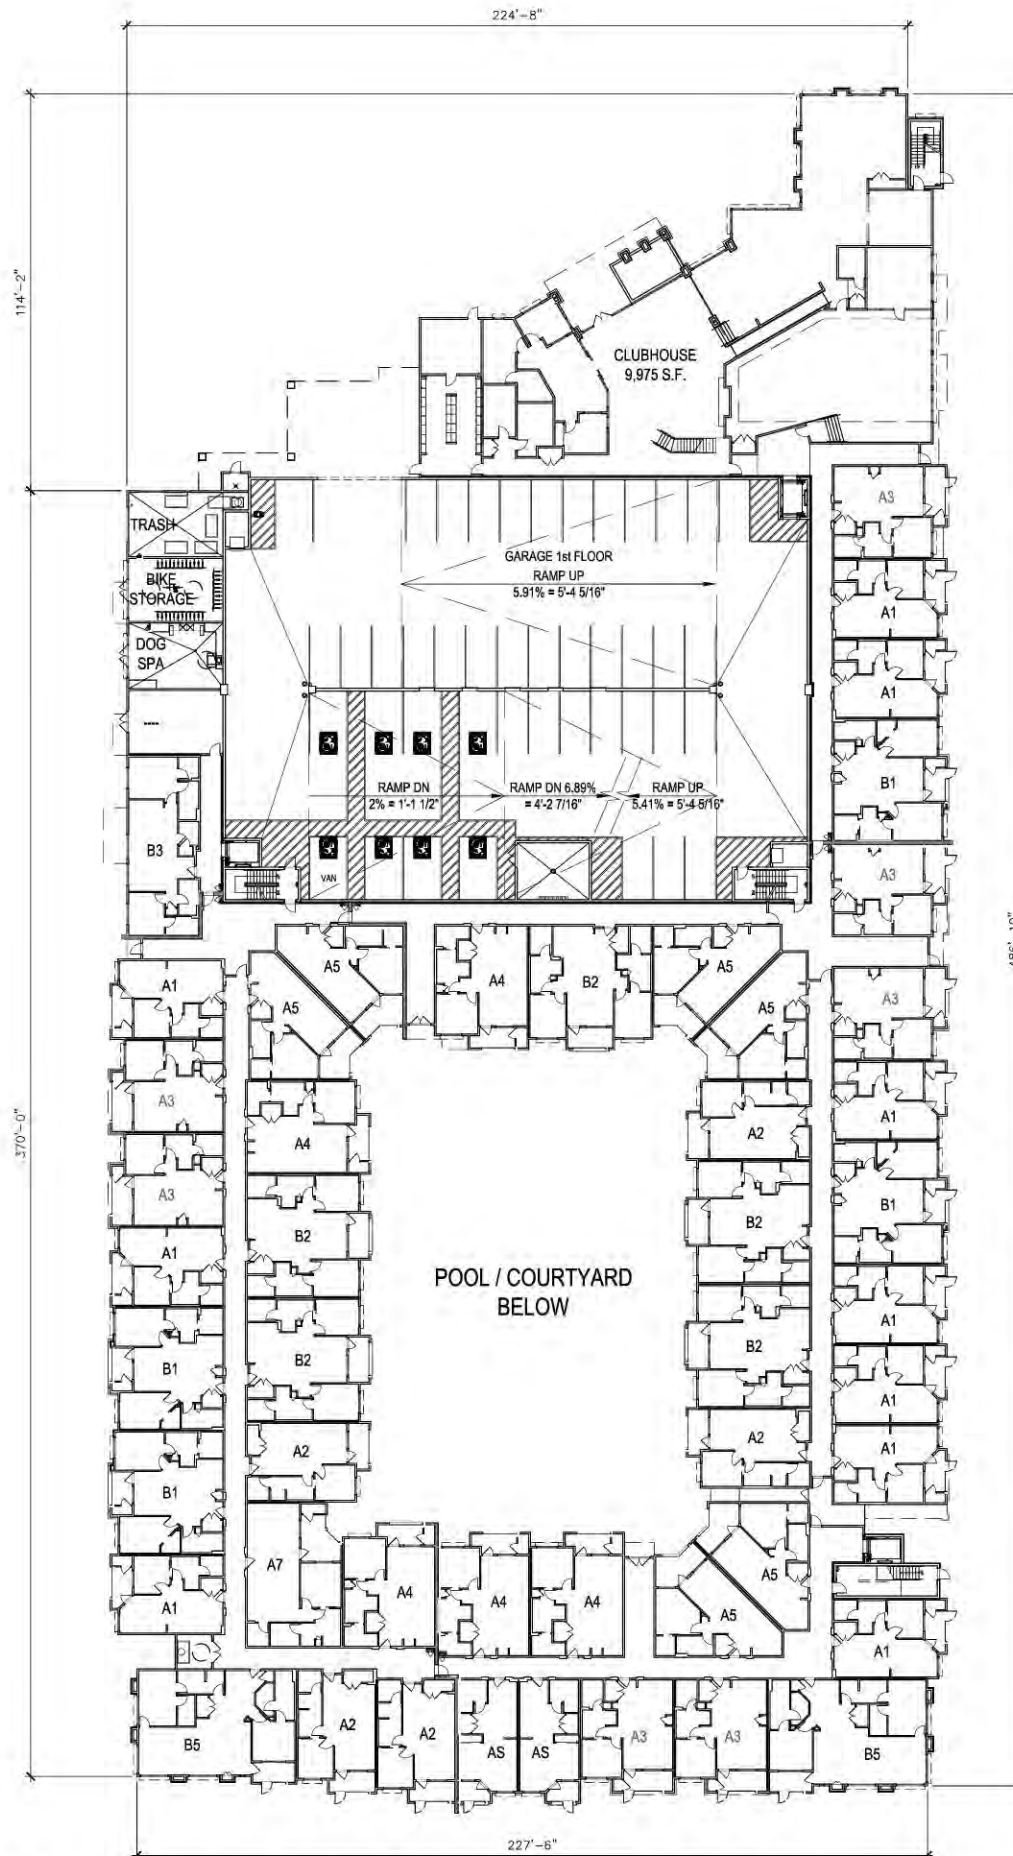 224'-8"
114'-2"
CLUBHOUSE
9,975 S.F.
A3
TRASH
GARAGE 1st FLOOR
RAMP UP
5.91% = 5'-4 5/16"
BIKE
STORAGE
A1
DOG
SPA
A1
B1
RAMP DN
2% = 1'-1 1/2"
RAMP DN 6.89%
= 4'-2 7/16"
RAMP UP
5.41% = 5'-4 5/16"
B3
VAN
A3
486'-10"
A5
A4
B2
A5
A1
A5
A5
A3
A3
A4
A2
A1
370'-0"
A3
B2
B2
B1
A1
POOL / COURTYARD
BELOW
A1
B1
B2
B2
A1
A2
A2
A1
B1
A7
A4
A4
A4
A5
A5
A1
A1
B5
A2
A2
AS
AS
A3
A3
B5
227'-6"